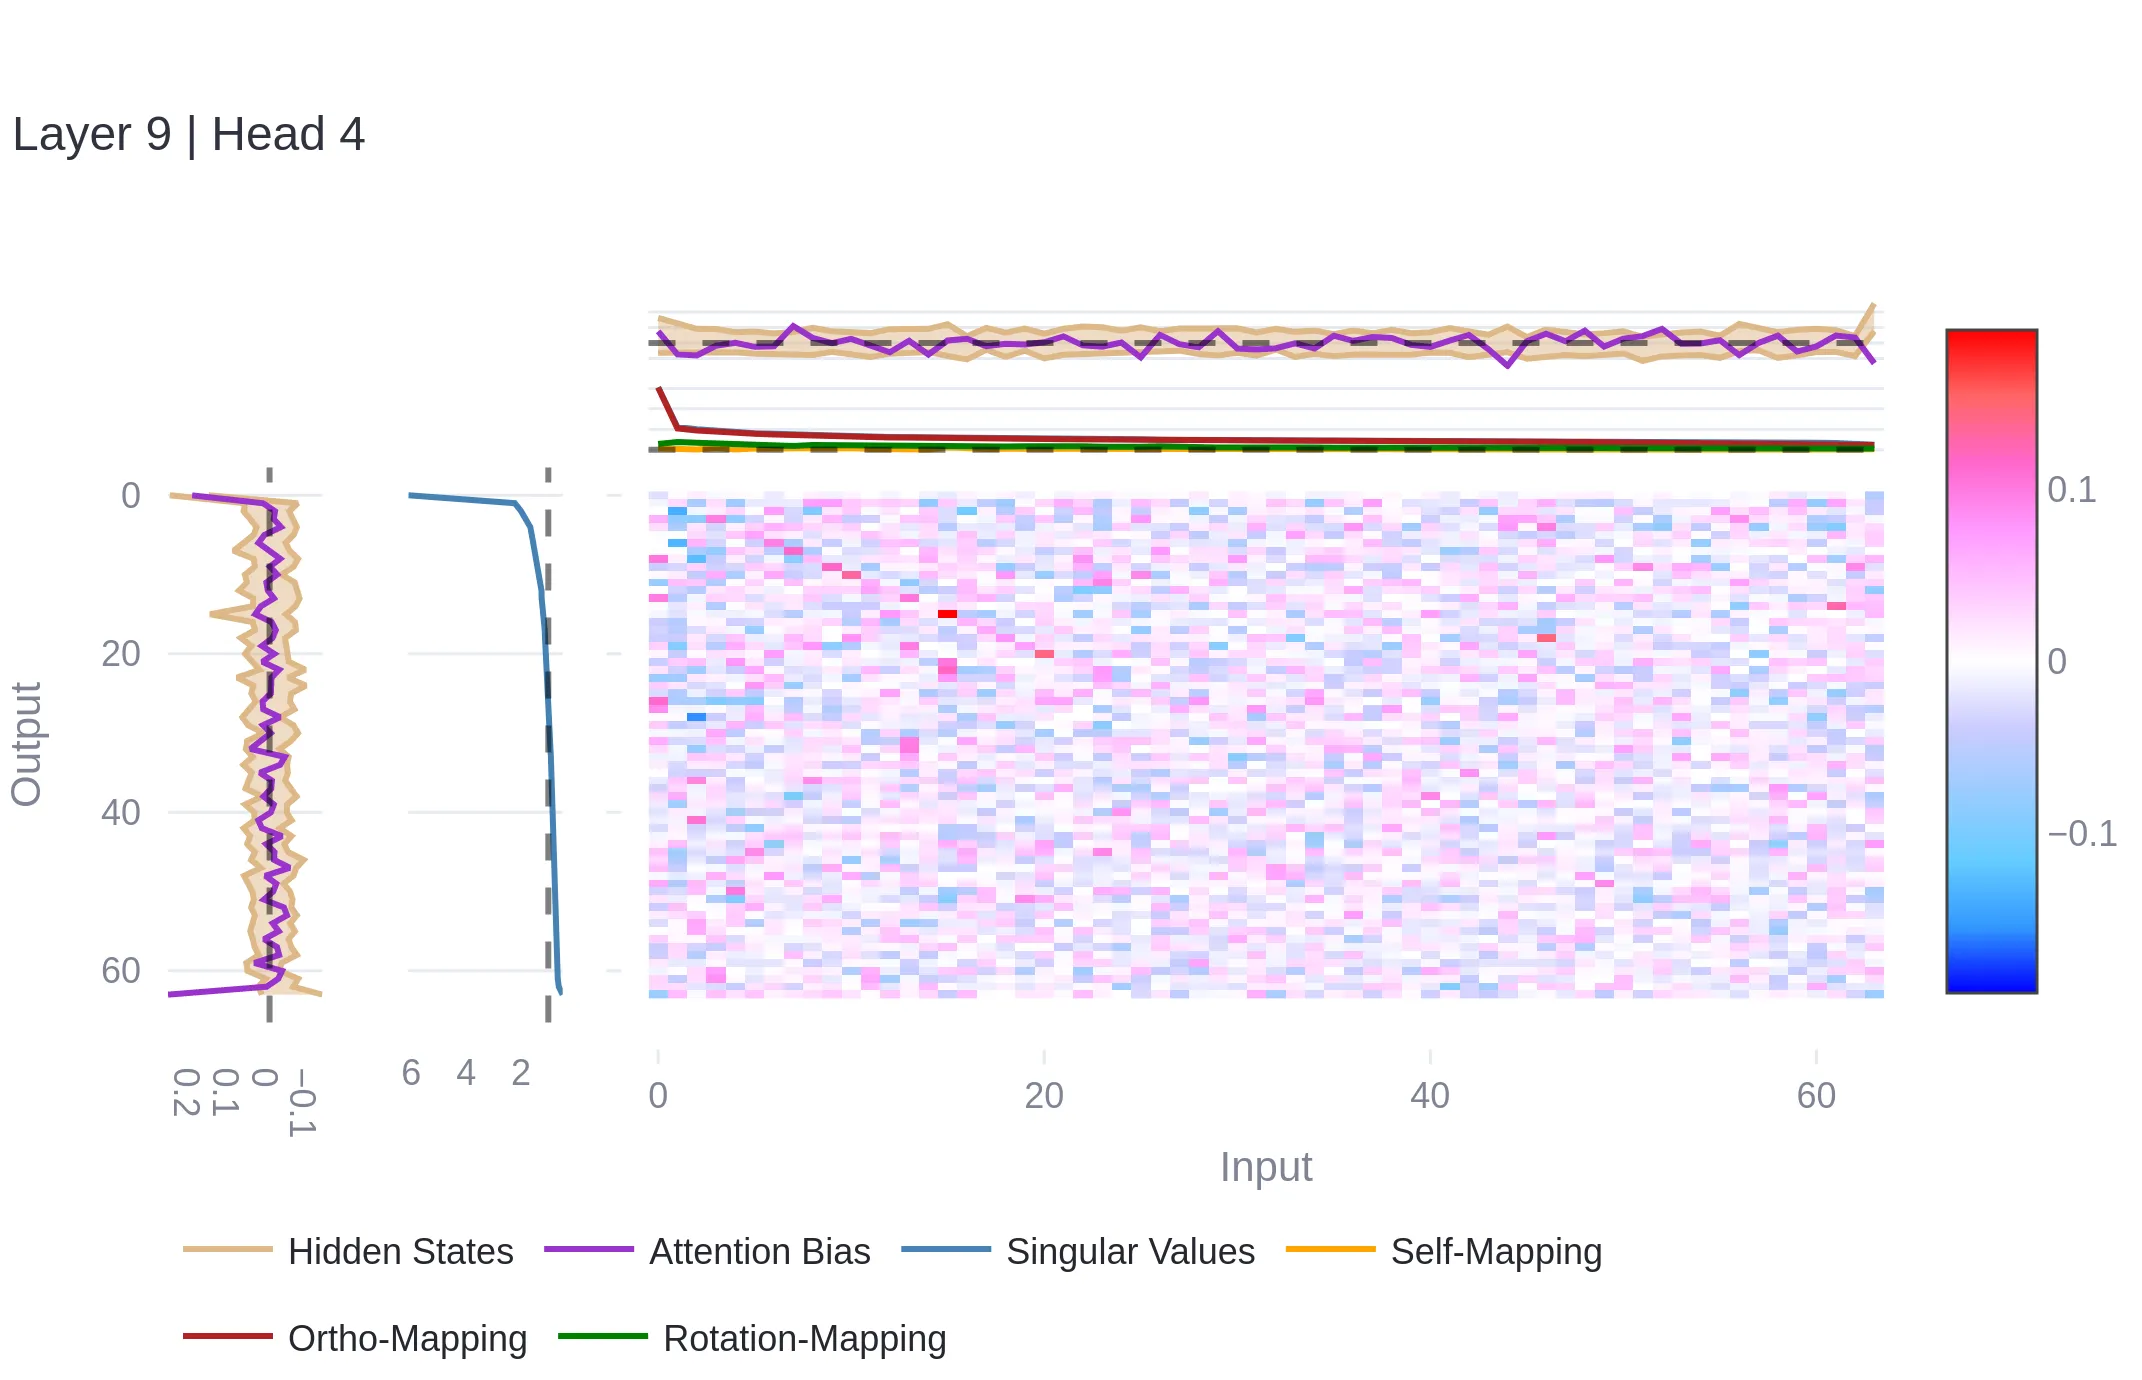 Layer 9 | Head 4
Output
0
20
40
60
0.2
0.1
0
−0.1
6
4
2
0
20
40
60
Input
0.1
0
−0.1
Hidden States
Attention Bias
Singular Values
Self-Mapping
Ortho-Mapping
Rotation-Mapping